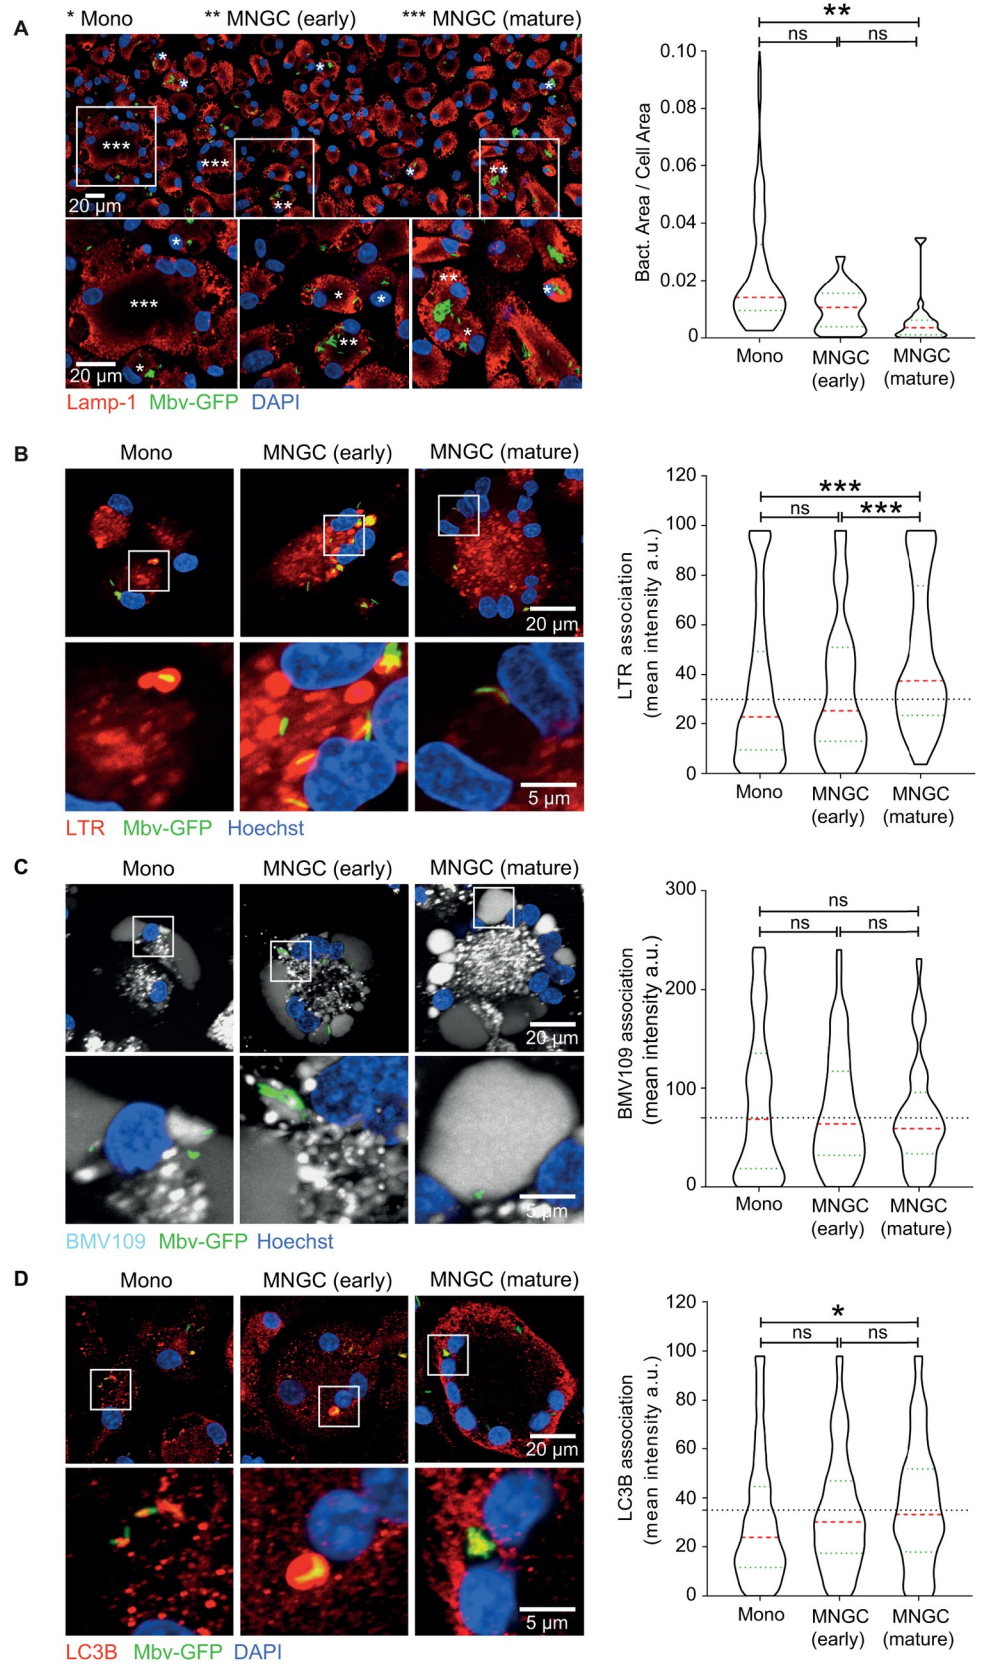 A
* Mono ** MNGC (early) *** MNGC (mature)
* * * *
*** *** ** * **
20 µm
* *** * * ** ** * *
*
20 µm
Lamp-1 Mbv-GFP DAPI
**
ns ns
Bact. Area / Cell Area
0.10
0.08
0.06
0.04
0.02
0
Mono MNGC (early) MNGC (mature)
B
Mono MNGC (early) MNGC (mature)
20 µm
5 µm
LTR Mbv-GFP Hoechst
***
ns ***
LTR association
(mean intensity a.u.)
120
100
80
60
40
20
0
Mono MNGC (early) MNGC (mature)
C
Mono MNGC (early) MNGC (mature)
20 µm
5 µm
BMV109 Mbv-GFP Hoechst
ns
ns ns
BMV109 association
(mean intensity a.u.)
300
200
100
0
Mono MNGC (early) MNGC (mature)
D
Mono MNGC (early) MNGC (mature)
20 µm
5 µm
LC3B Mbv-GFP DAPI
*
ns ns
LC3B association
(mean intensity a.u.)
120
100
80
60
40
20
0
Mono MNGC (early) MNGC (mature)